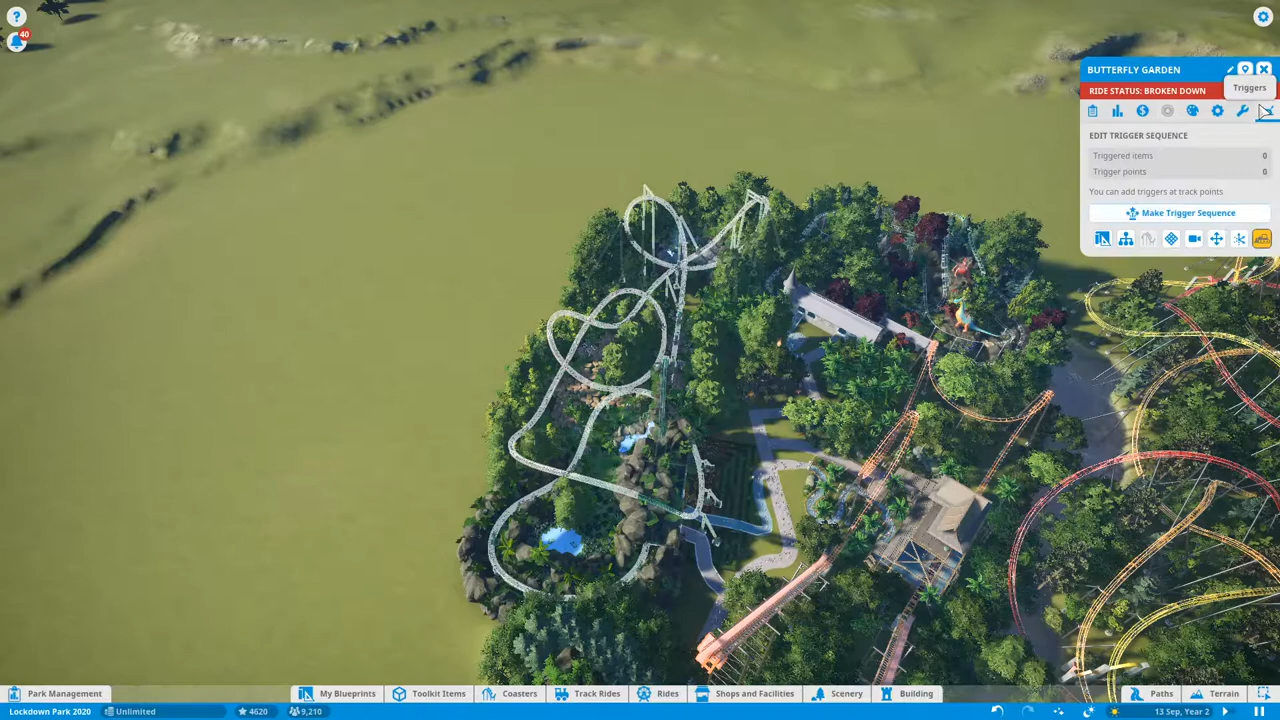 ?
40
BUTTERFLY GARDEN
RIDE STATUS: BROKEN DOWN
Triggers
EDIT TRIGGER SEQUENCE
Triggered items 0
Trigger points 0
You can add triggers at track points
Make Trigger Sequence
Park Management
My Blueprints
Toolkit Items
Coasters
Track Rides
Rides
Shops and Facilities
Scenery
Building
Paths
Terrain
Lockdown Park 2020
Unlimited
4620
9,210
13 Sep, Year 2